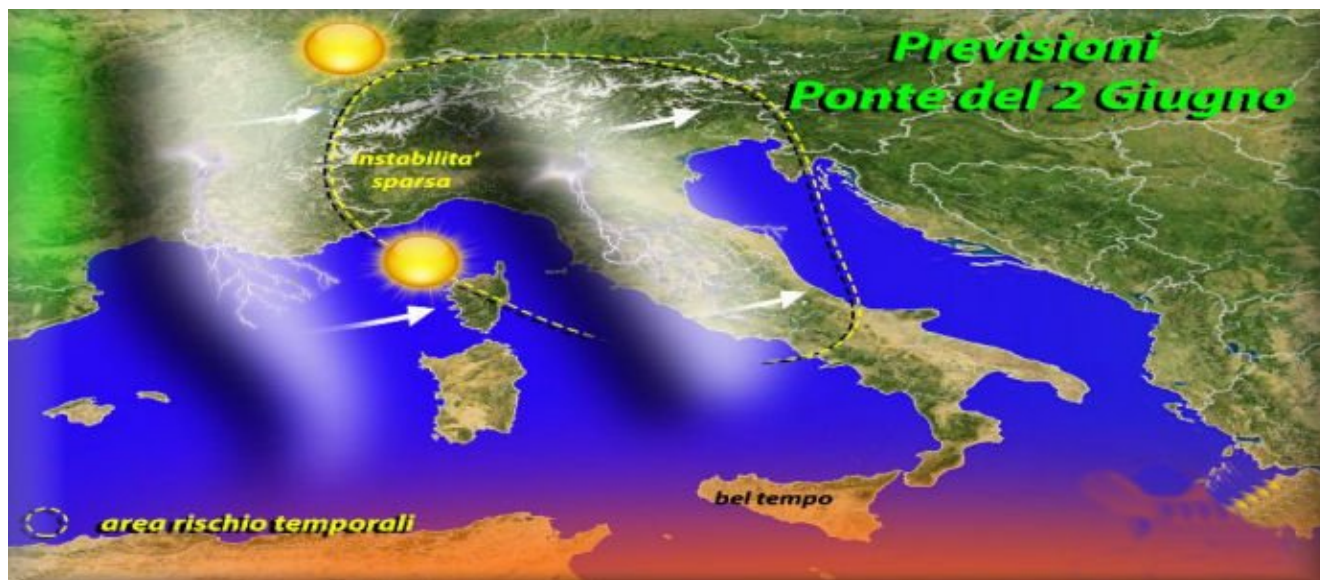 Previsioni
Ponte del 2 Giugno
instabilita'
sparsa
bel tempo
area rischio temporali